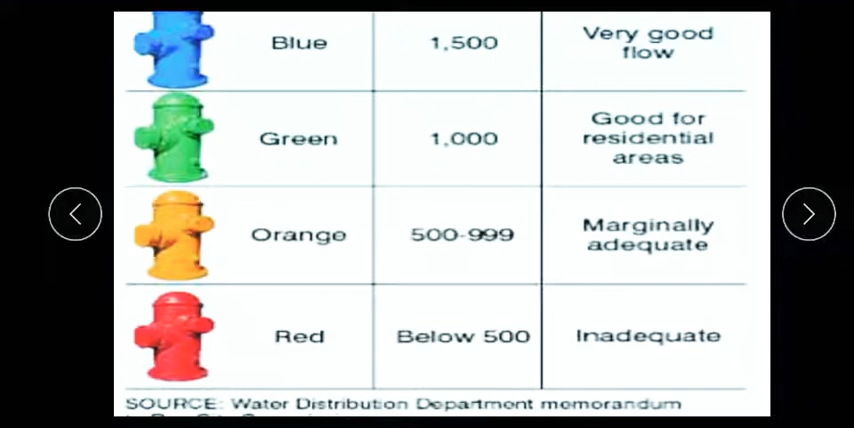 Blue 1,500 Very good
flow
Green 1,000 Good for
residential
areas
Orange 500-999 Marginally
adequate
Red Below 500 Inadequate
SOURCE: Water Distribution Department memorandum